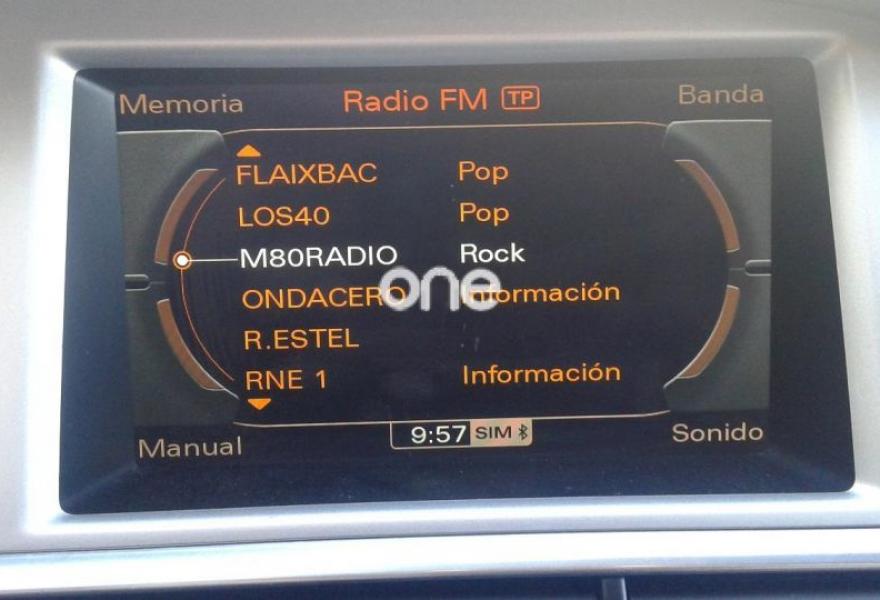 Memoria Radio FM TP Banda
FLAIXBAC Pop
LOS40 Pop
M80RADIO Rock
ONDACERO Información
one
R.ESTEL
RNE 1 Información
Manual 9:57 SIM Sonido